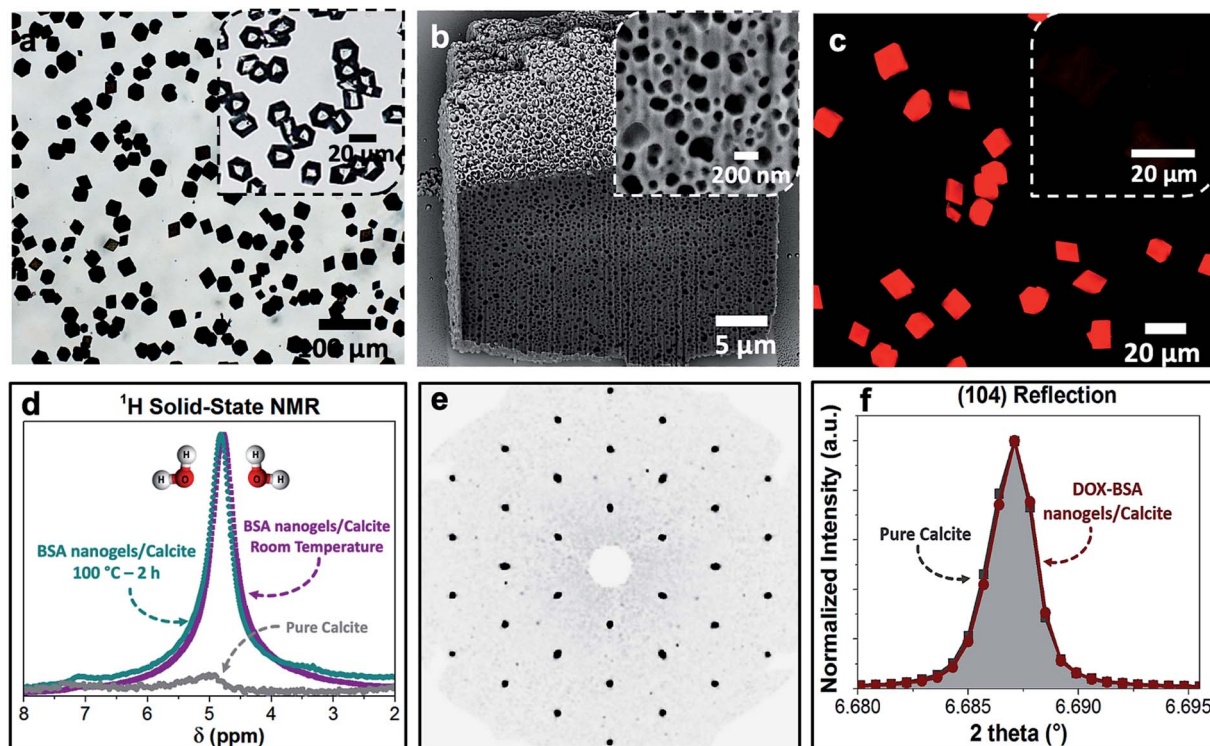 a
20 µm
100 µm
b
200 nm
5 µm
c
20 µm
20 µm
d
¹H Solid-State NMR
H
H
O
H
O
H
BSA nanogels/Calcite
100 °C – 2 h
BSA nanogels/Calcite
Room Temperature
Pure Calcite
8
7
6
5
4
3
2
δ (ppm)
e
f
(104) Reflection
Normalized Intensity (a.u.)
DOX-BSA
nanogels/Calcite
Pure Calcite
6.680
6.685
6.690
6.695
2 theta (°)